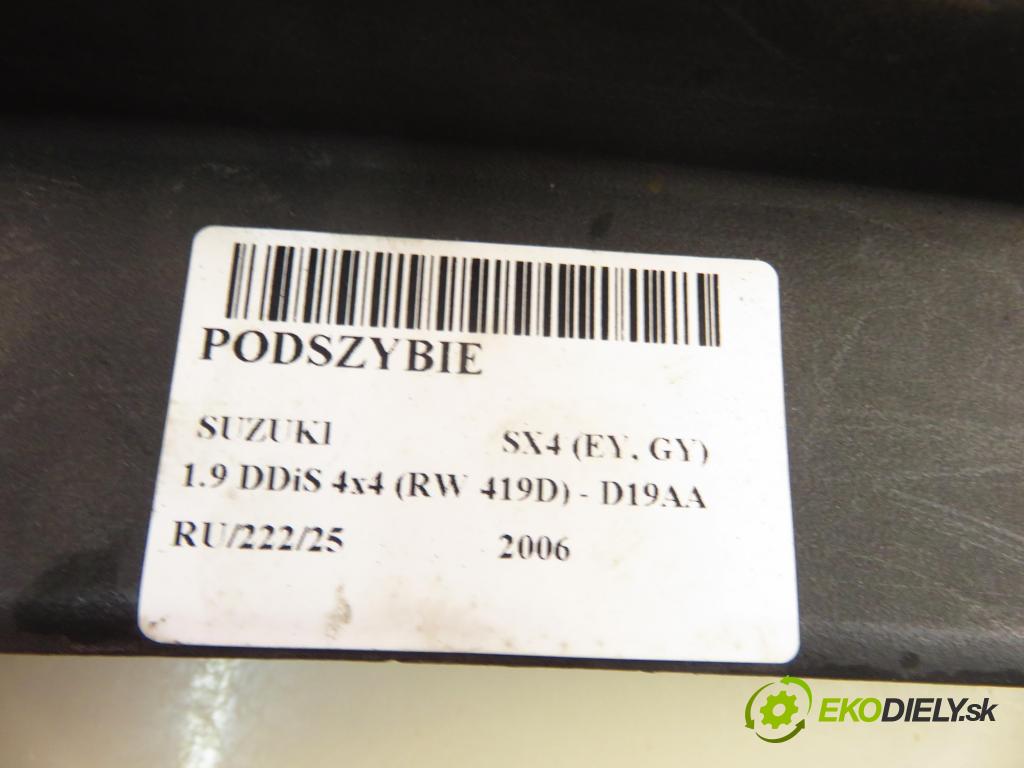 PODSZYBIE
SUZUKI SX4 (EY, GY)
1.9 DDiS 4x4 (RW 419D) - D19AA
RU/222/25 2006
EKODIELY.sk